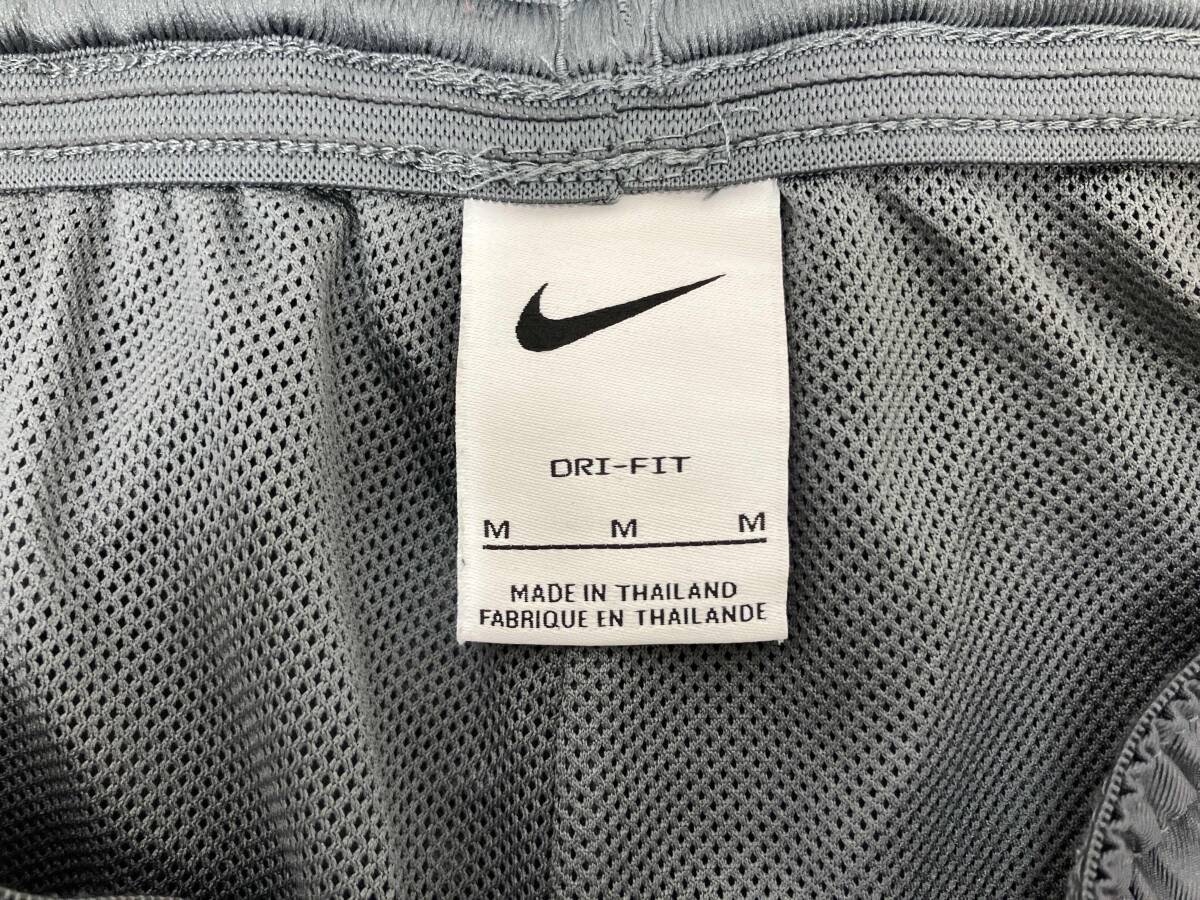 DRI-FIT
M M M
MADE IN THAILAND
FABRIQUE EN THAILANDE